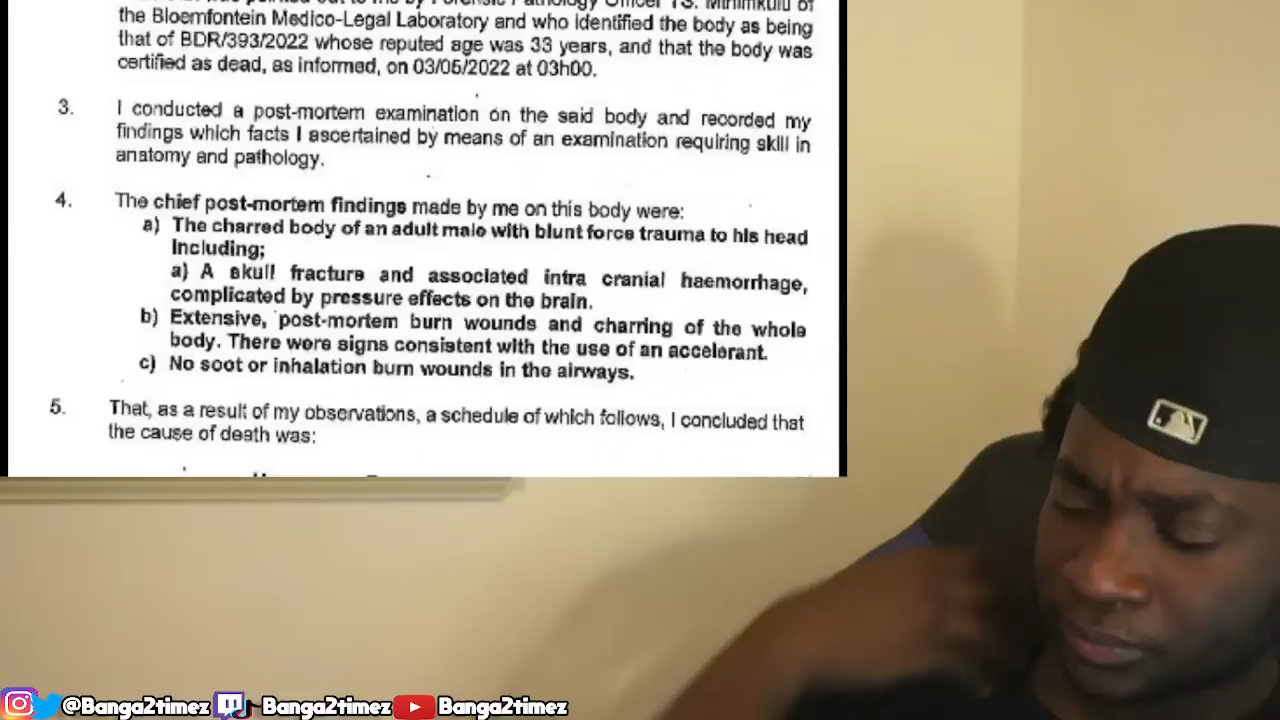 the Bloemfontein Medico-Legal Laboratory and who identified the body as being
that of BDR/393/2022 whose reputed age was 33 years, and that the body was
certified as dead, as informed, on 03/05/2022 at 03h00.
3. I conducted a post-mortem examination on the said body and recorded my
findings which facts I ascertained by means of an examination requiring skill in
anatomy and pathology.
4. The chief post-mortem findings made by me on this body were:
a) The charred body of an adult male with blunt force trauma to his head
Including;
a) A skull fracture and associated intra cranial haemorrhage,
complicated by pressure effects on the brain.
b) Extensive, post-mortem burn wounds and charring of the whole
body. There were signs consistent with the use of an accelerant.
c) No soot or inhalation burn wounds in the airways.
5. That, as a result of my observations, a schedule of which follows, I concluded that
the cause of death was:
@Banga2timez Banga2timez Banga2timez